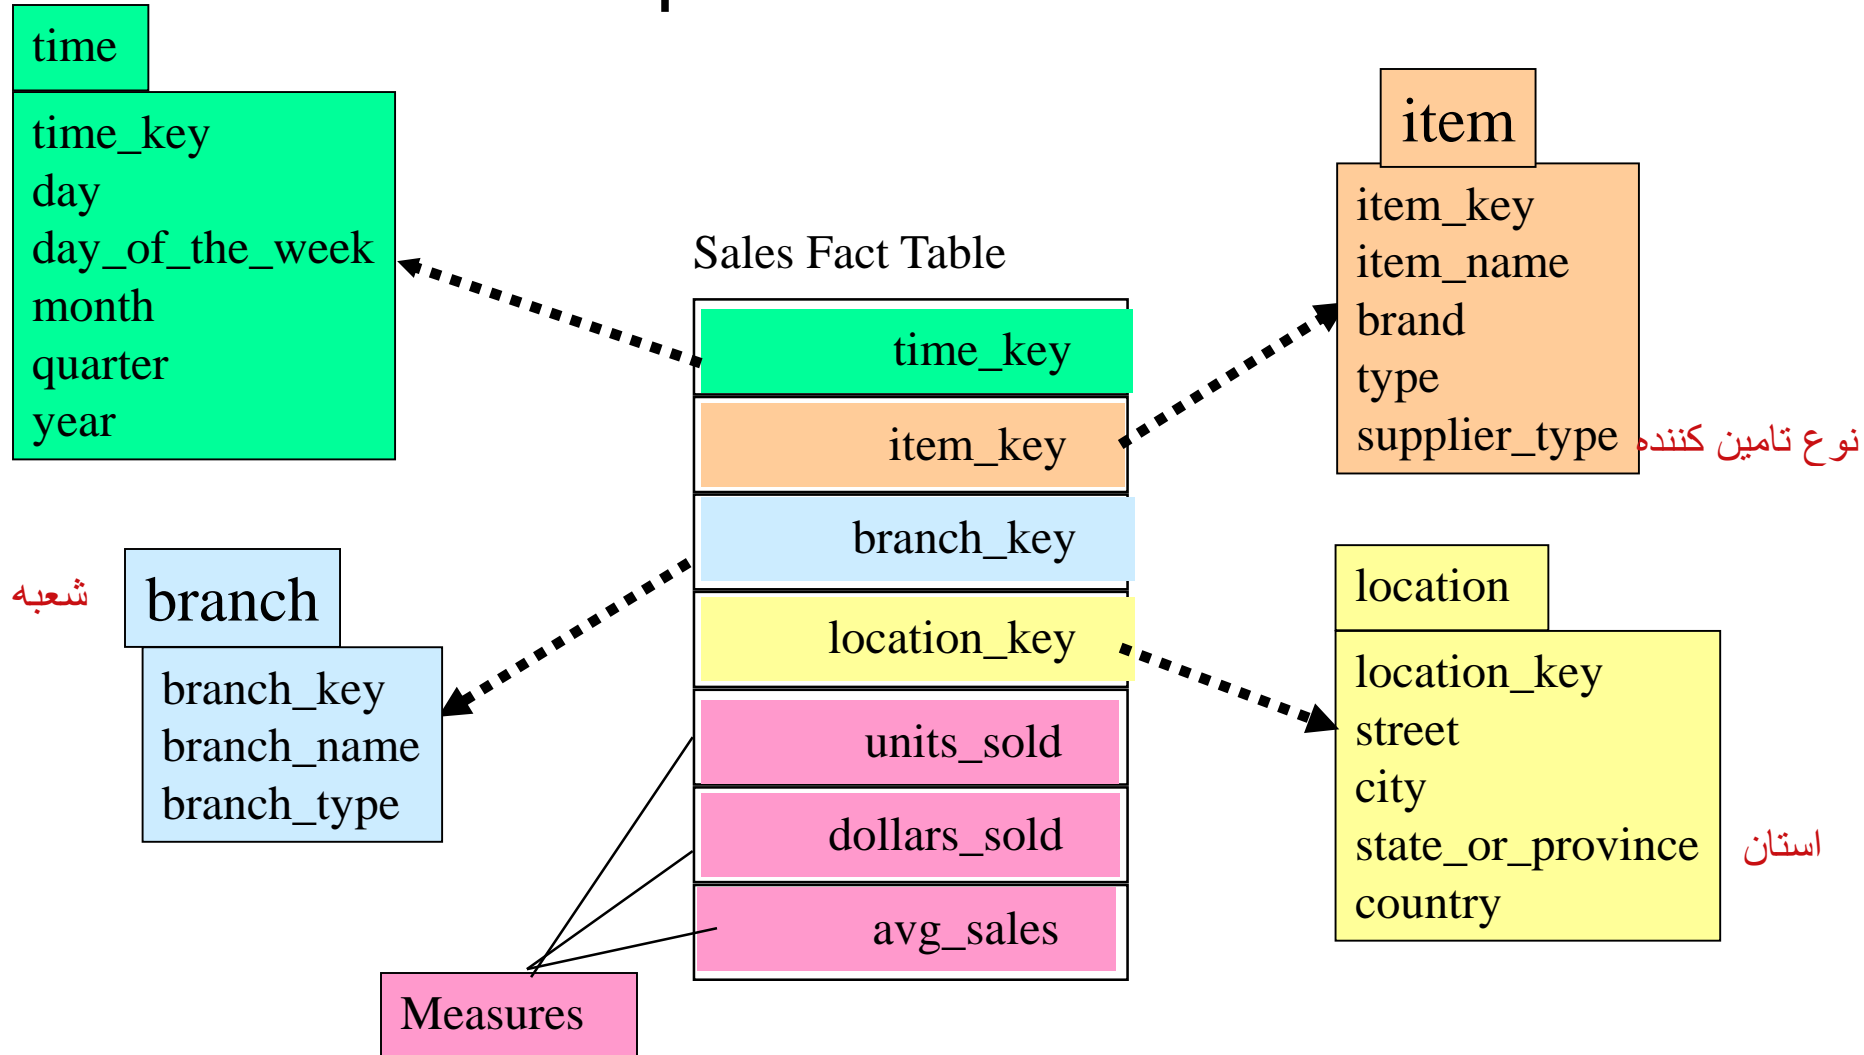 time
time_key
day
day_of_the_week
month
quarter
year
item
item_key
item_name
brand
type
supplier_type نوع تامین کننده
Sales Fact Table
time_key
item_key
branch_key
location_key
units_sold
dollars_sold
avg_sales
شعبه branch
branch_key
branch_name
branch_type
location
location_key
street
city
state_or_province استان
country
Measures